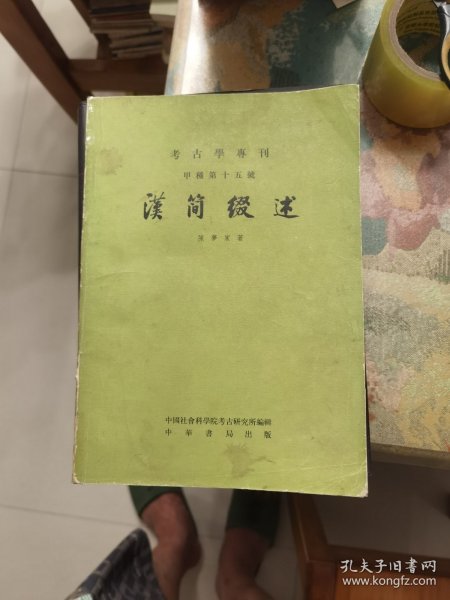 考古學專刊
甲種第十五號
漢简缀述
陳夢家著
中國社會科學院考古研究所編輯
中華書局出版
孔夫子旧书网
www.kongfz.com